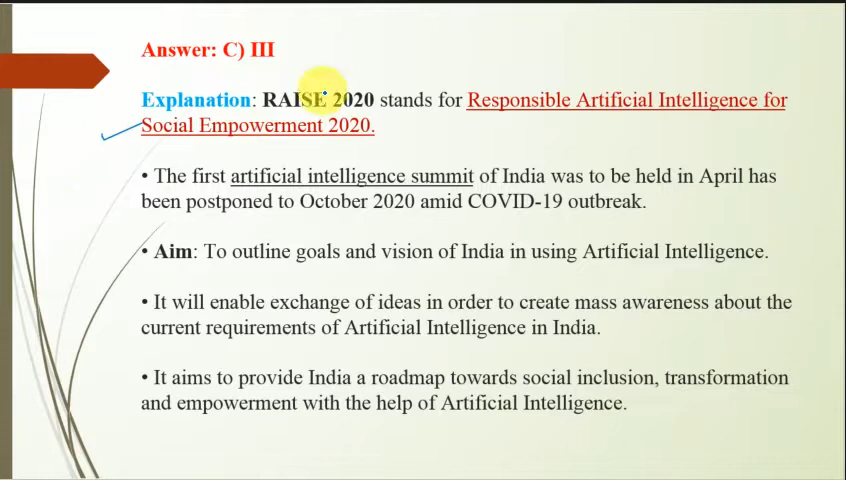 Answer: C) III
Explanation: RAISE 2020 stands for Responsible Artificial Intelligence for
Social Empowerment 2020.
• The first artificial intelligence summit of India was to be held in April has
been postponed to October 2020 amid COVID-19 outbreak.
• Aim: To outline goals and vision of India in using Artificial Intelligence.
• It will enable exchange of ideas in order to create mass awareness about the
current requirements of Artificial Intelligence in India.
• It aims to provide India a roadmap towards social inclusion, transformation
and empowerment with the help of Artificial Intelligence.